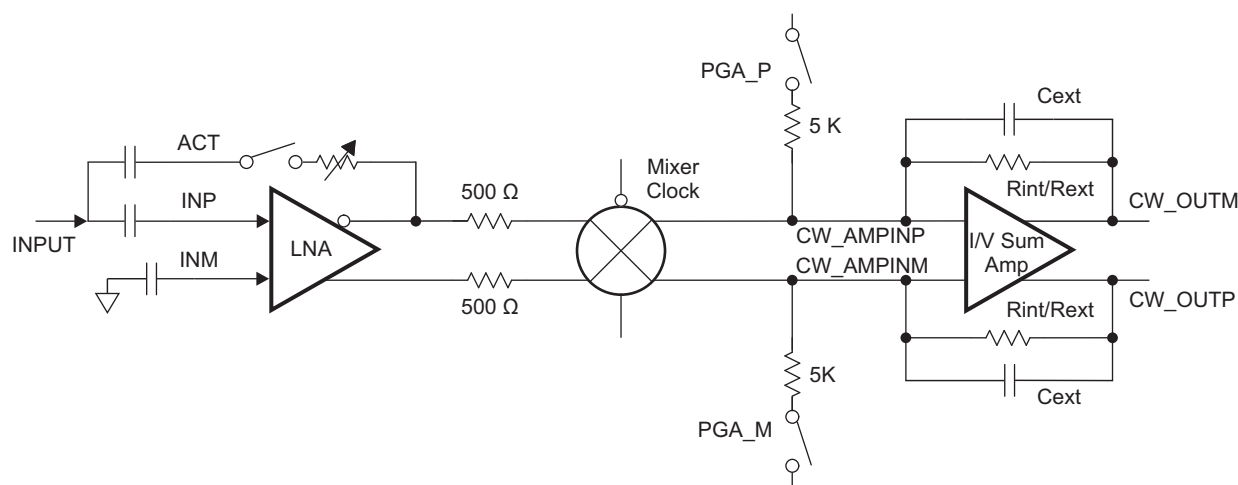 PGA_P
5 K
Cext
Rint/Rext
ACT
INP
INPUT
INM
LNA
500 Ω
500 Ω
Mixer
Clock
CW_AMPINP
CW_AMPINM
I/V Sum
Amp
CW_OUTM
CW_OUTP
Rint/Rext
Cext
5K
PGA_M